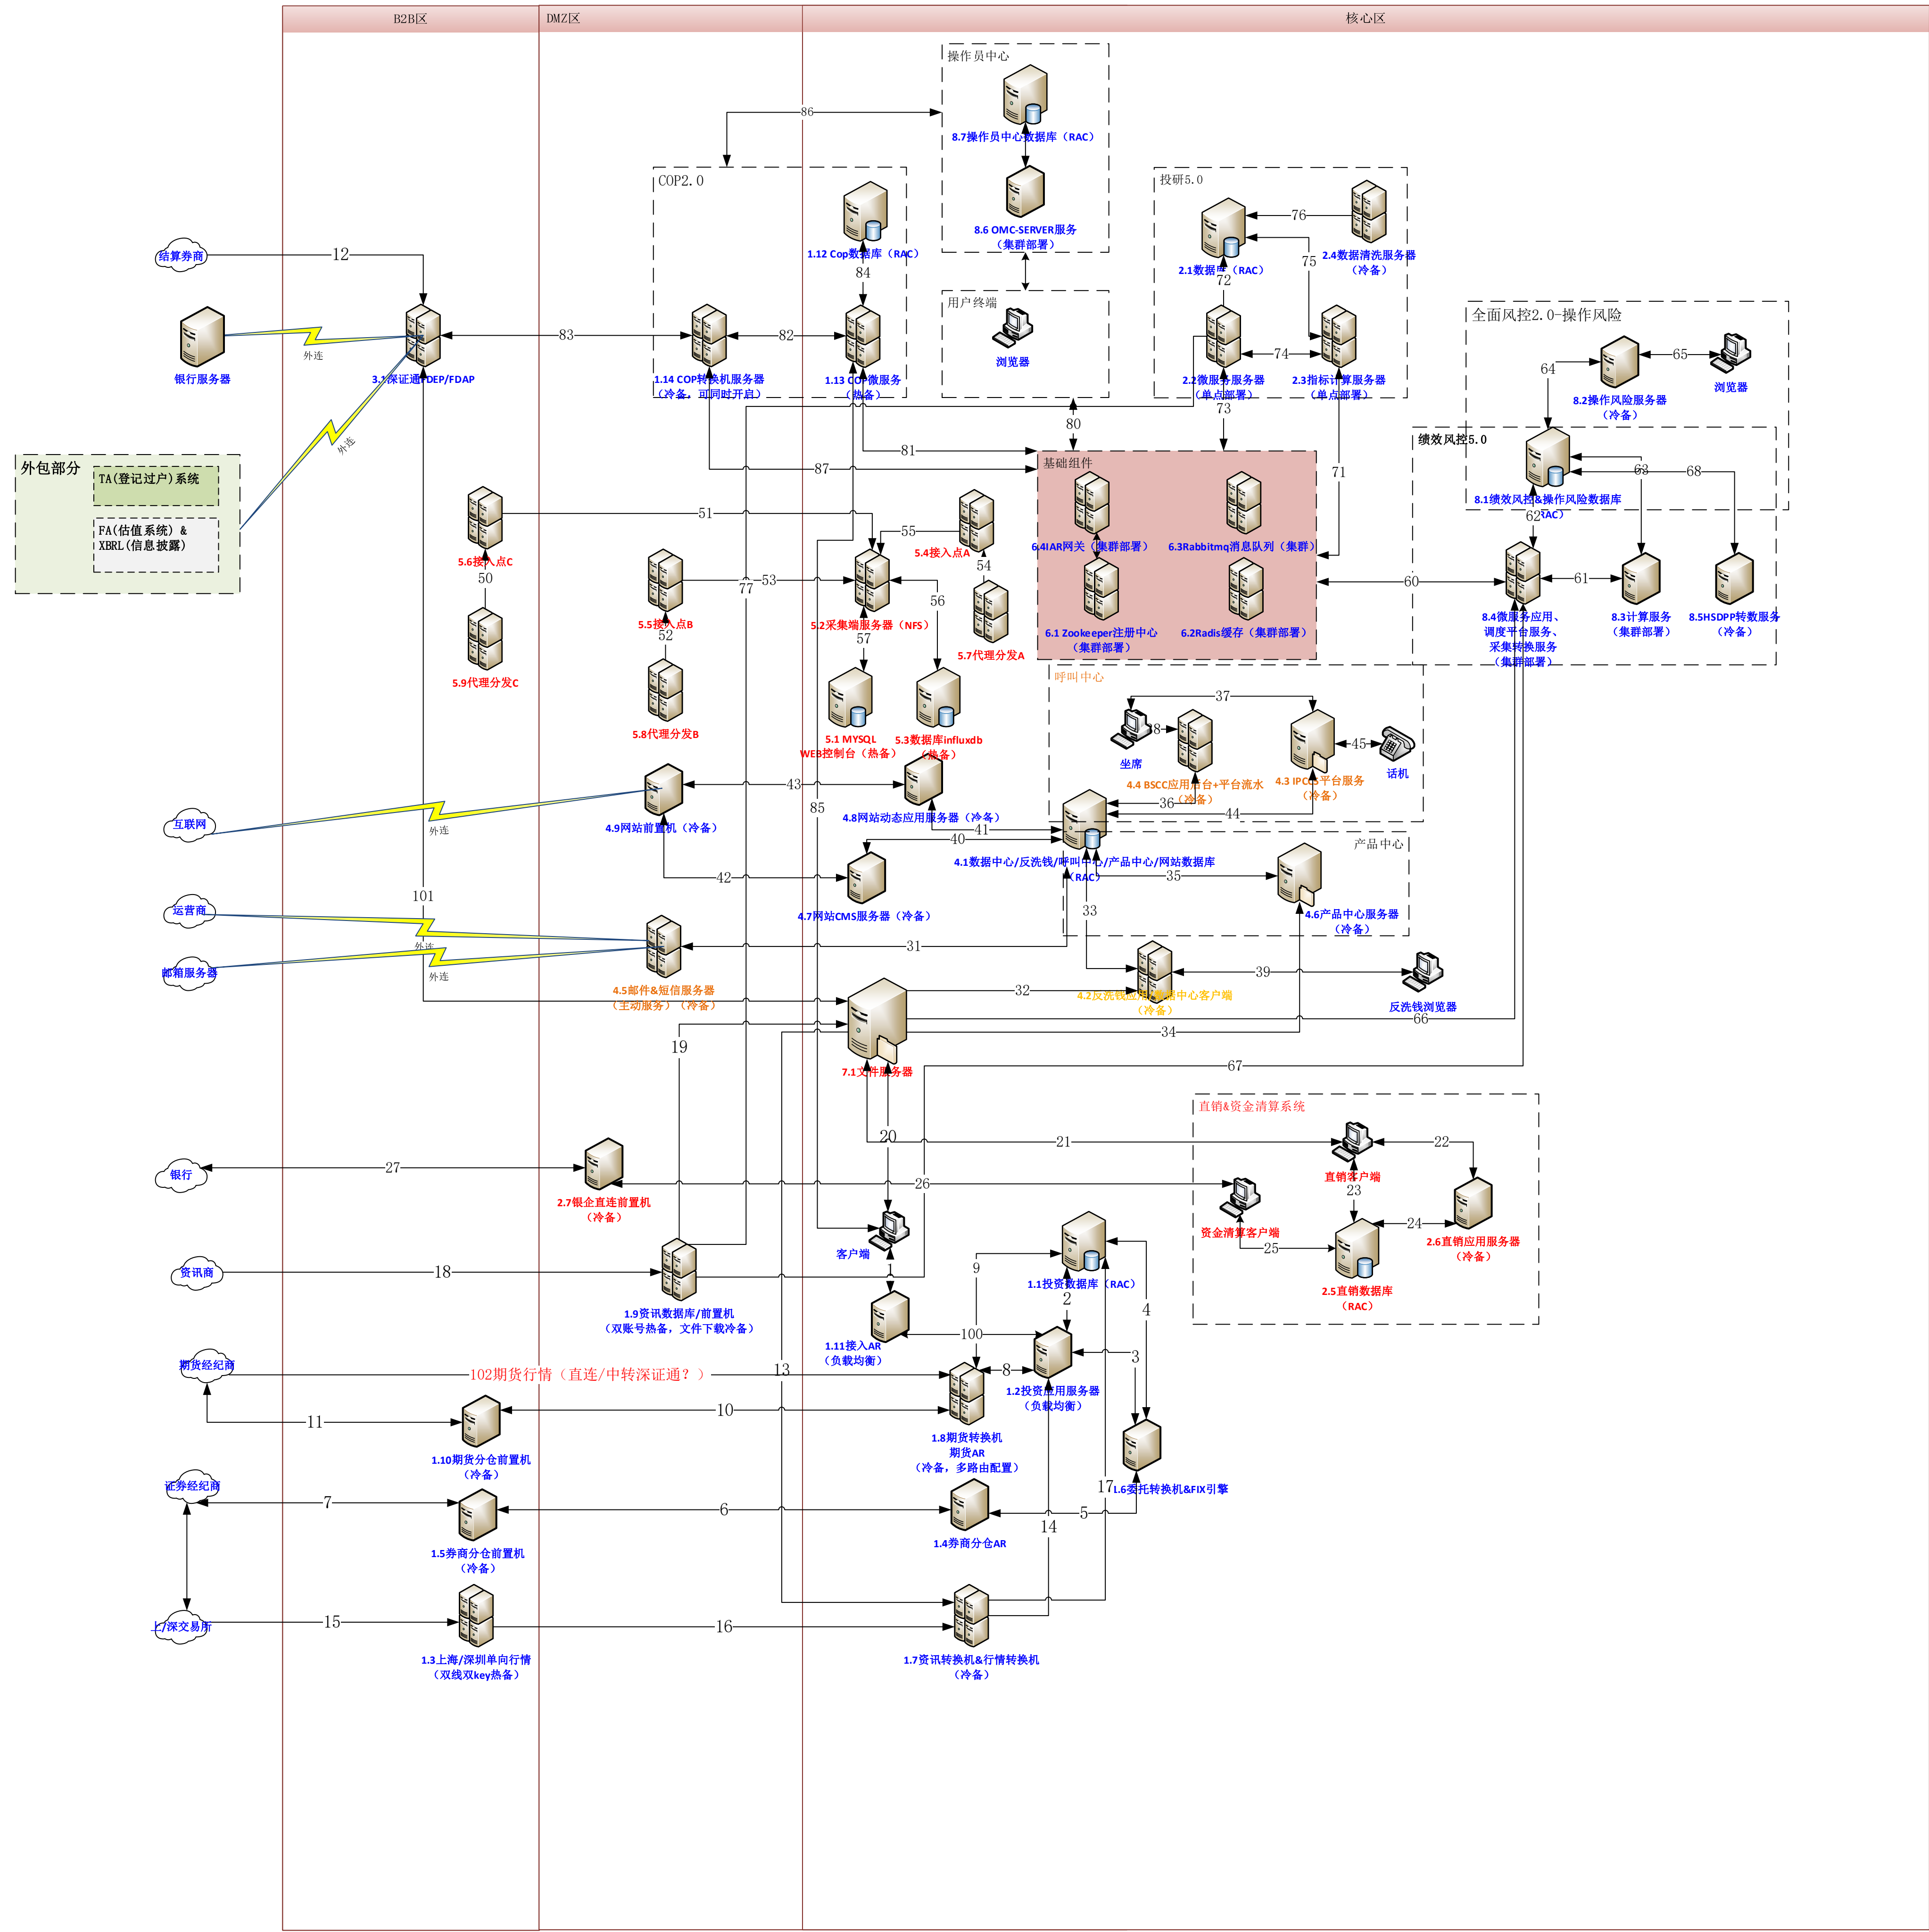 B2B区
DMZ区
核心区
操作员中心
8.7操作员中心数据库（RAC）
8.6 OMC-SERVER服务
（集群部署）
86
COP2.0
1.12 Cop数据库（RAC）
84
1.14 COP转换机服务器
（冷备，可同时开启）
82
1.13 COP微服务
（热备）
用户终端
浏览器
投研5.0
76
2.1数据库（RAC）
2.4数据清洗服务器
（冷备）
75
72
74
2.2微服务服务器
（单点部署）
2.3指标计算服务器
（单点部署）
73
结算券商
12
银行服务器
外连
3.1深证通FDEP/FDAP
83
外连
全面风控2.0-操作风险
64
65
浏览器
8.2操作风险服务器
（冷备）
绩效风控5.0
63
68
8.1绩效风控&操作风险数据库
（RAC）
62
61
8.4微服务应用、
调度平台服务、
采集转换服务
（集群部署）
8.3计算服务
（集群部署）
8.5HSDPP转数服务
（冷备）
80
81
87
71
60
基础组件
6.4IAR网关（集群部署）
6.3Rabbitmq消息队列（集群）
6.1 Zookeeper注册中心
（集群部署）
6.2Radis缓存（集群部署）
外包部分
TA(登记过户)系统
FA(估值系统) &
XBRL(信息披露)
51
55
5.6接入点C
50
5.9代理分发C
53
5.5接入点B
52
5.8代理分发B
77
5.4接入点A
54
5.7代理分发A
56
5.2采集端服务器（NFS）
57
5.1 MYSQL
WEB控制台（热备）
5.3数据库influxdb
（热备）
呼叫中心
37
坐席
45
话机
4.4 BSCC应用后台+平台流水
（冷备）
4.3 IPCC平台服务
（冷备）
36
44
互联网
外连
4.9网站前置机（冷备）
43
85
4.8网站动态应用服务器（冷备）
41
40
42
4.7网站CMS服务器（冷备）
4.1数据中心/反洗钱/呼叫中心/产品中心/网站数据库
（RAC）
产品中心
35
4.6产品中心服务器
（冷备）
33
101
运营商
外连
邮箱服务器
外连
4.5邮件&短信服务器
（主动服务）（冷备）
31
32
39
反洗钱浏览器
（冷备）
66
34
19
7.1文件服务器
67
20
21
直销&资金清算系统
直销客户端
22
23
资金清算客户端
24
25
2.6直销应用服务器
（冷备）
2.5直销数据库
（RAC）
银行
27
2.7银企直连前置机
（冷备）
26
客户端
1
资讯商
18
1.9资讯数据库/前置机
（双账号热备，文件下载冷备）
1.11接入AR
（负载均衡）
9
1.1投资数据库（RAC）
2
4
100
3
8
1.2投资应用服务器
（负载均衡）
期货经纪商
102期货行情（直连/中转深证通？）
13
11
10
1.10期货分仓前置机
（冷备）
1.8期货转换机
期货AR
（冷备，多路由配置）
17
1.6委托转换机&FIX引擎
证券经纪商
7
6
5
14
1.5券商分仓前置机
（冷备）
1.4券商分仓AR
上/深交易所
15
16
1.3上海/深圳单向行情
（双线双key热备）
1.7资讯转换机&行情转换机
（冷备）